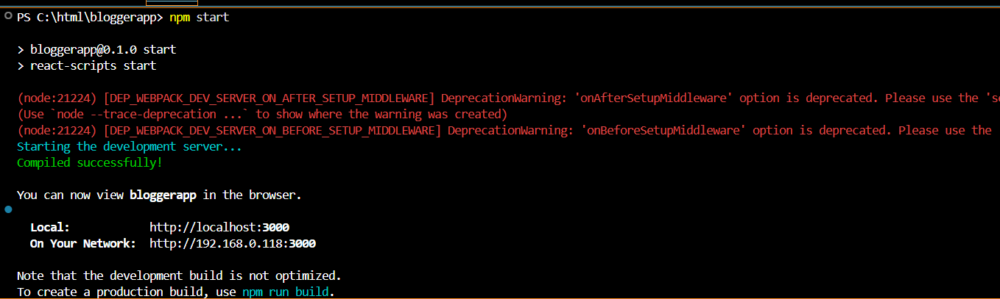 PS C:\html\bloggerapp> npm start
> bloggerapp@0.1.0 start
> react-scripts start
(node:21224) [DEP_WEBPACK_DEV_SERVER_ON_AFTER_SETUP_MIDDLEWARE] DeprecationWarning: 'onAfterSetupMiddleware' option is deprecated. Please use the
(Use `node --trace-deprecation ...` to show where the warning was created)
(node:21224) [DEP_WEBPACK_DEV_SERVER_ON_BEFORE_SETUP_MIDDLEWARE] DeprecationWarning: 'onBeforeSetupMiddleware' option is deprecated. Please use the
Starting the development server...
Compiled successfully!
You can now view bloggerapp in the browser.
Local: http://localhost:3000
On Your Network: http://192.168.0.118:3000
Note that the development build is not optimized.
To create a production build, use npm run build.